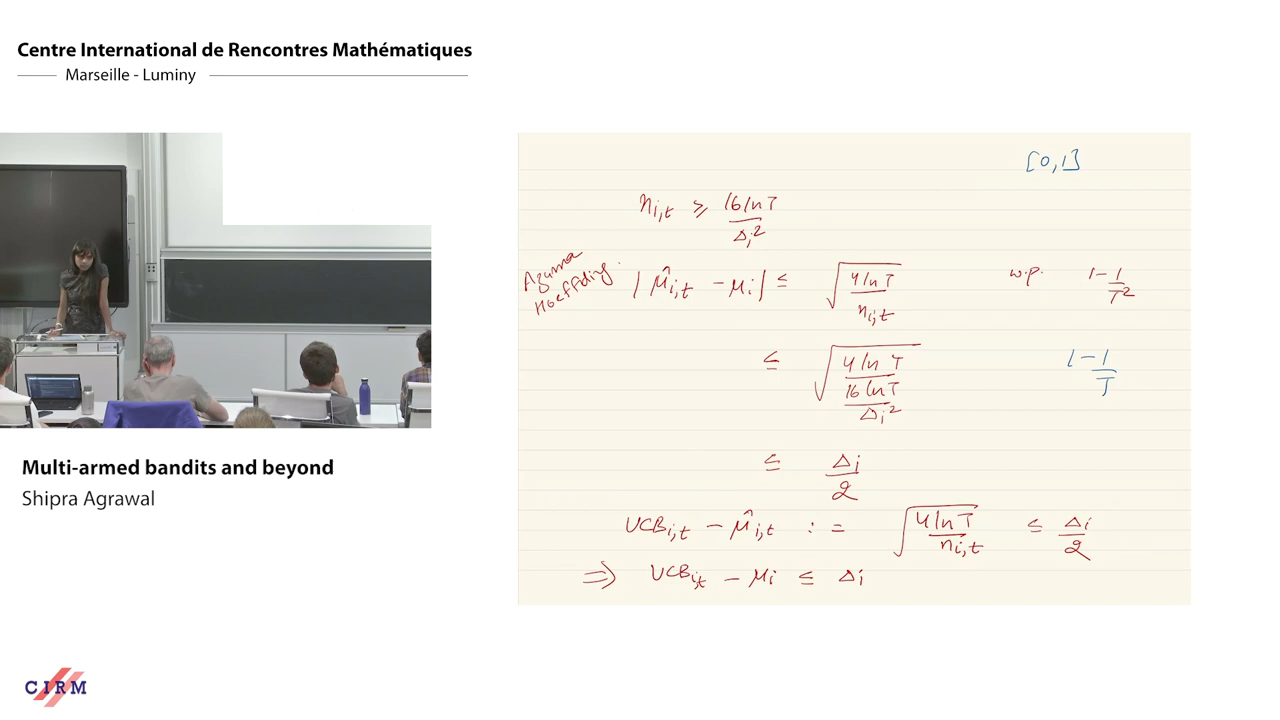 Centre International de Rencontres Mathématiques
Marseille - Luminy
[0,1]
n_{i,t} ≥ 16 ln T / Δ_i^2
Azuma Hoeffding. |μ̂_{i,t} - μ_i| ≤ √(4 ln T / n_{i,t}) w.p. 1 - 1/T^2
≤ √(4 ln T / (16 ln T / Δ_i^2)) 1 - 1/T
≤ Δ_i / 2
UCB_{i,t} - μ̂_{i,t} := √(4 ln T / n_{i,t}) ≤ Δ_i / 2
⇒ UCB_{i,t} - μ_i ≤ Δ_i
Multi-armed bandits and beyond
Shipra Agrawal
CIRM